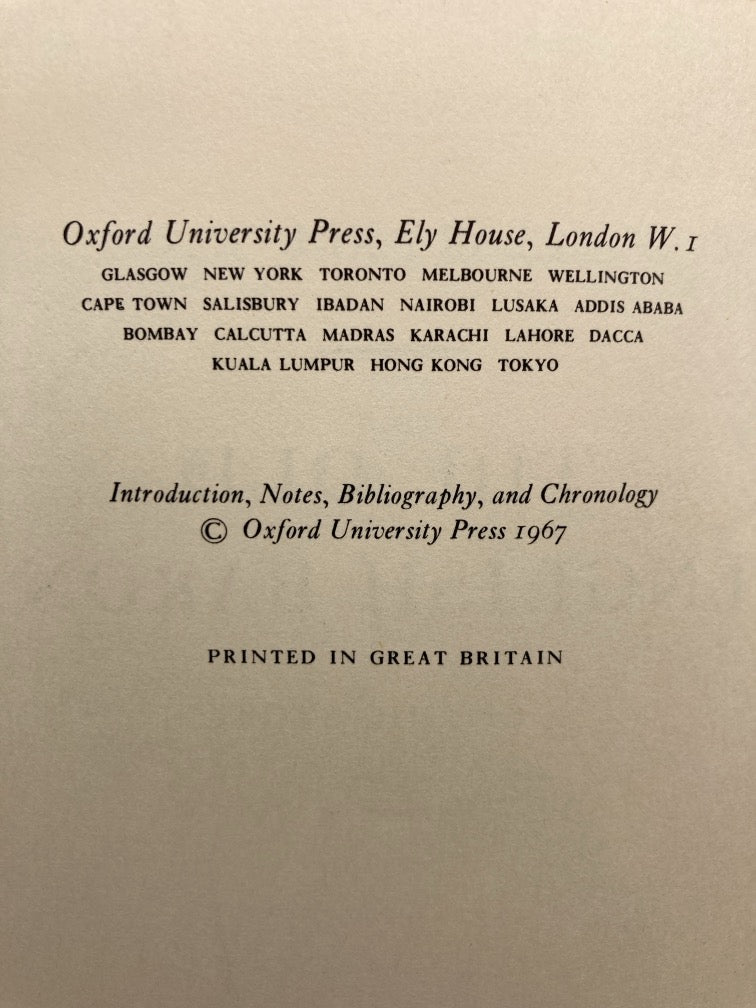 Oxford University Press, Ely House, London W.1
GLASGOW NEW YORK TORONTO MELBOURNE WELLINGTON
CAPE TOWN SALISBURY IBADAN NAIROBI LUSAKA ADDIS ABABA
BOMBAY CALCUTTA MADRAS KARACHI LAHORE DACCA
KUALA LUMPUR HONG KONG TOKYO
Introduction, Notes, Bibliography, and Chronology
© Oxford University Press 1967
PRINTED IN GREAT BRITAIN